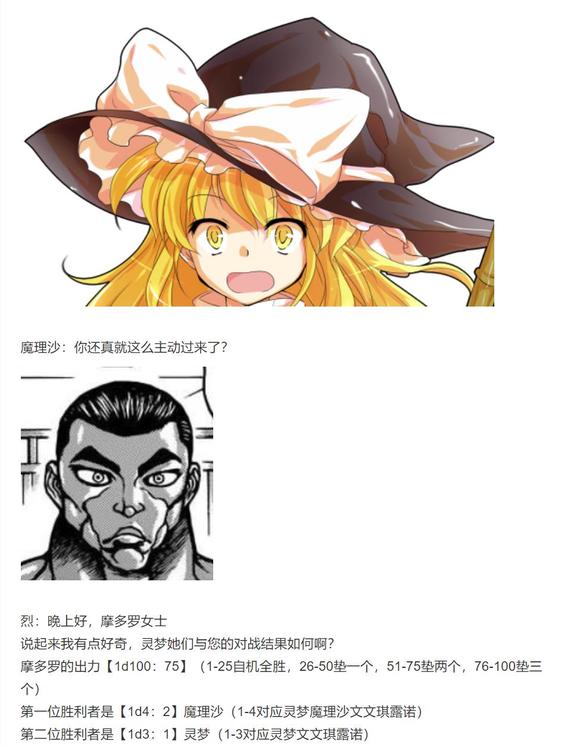 魔理沙：你还真就这么主动过来了？
烈：晚上好，摩多罗女士
说起来我有点好奇，灵梦她们与您的对战结果如何啊？
摩多罗的出力【1d100：75】（1-25自机全胜，26-50垫一个，51-75垫两个，76-100垫三
个）
第一位胜利者是【1d4：2】魔理沙（1-4对应灵梦魔理沙文文琪露诺）
第二位胜利者是【1d3：1】灵梦（1-3对应灵梦文文琪露诺）